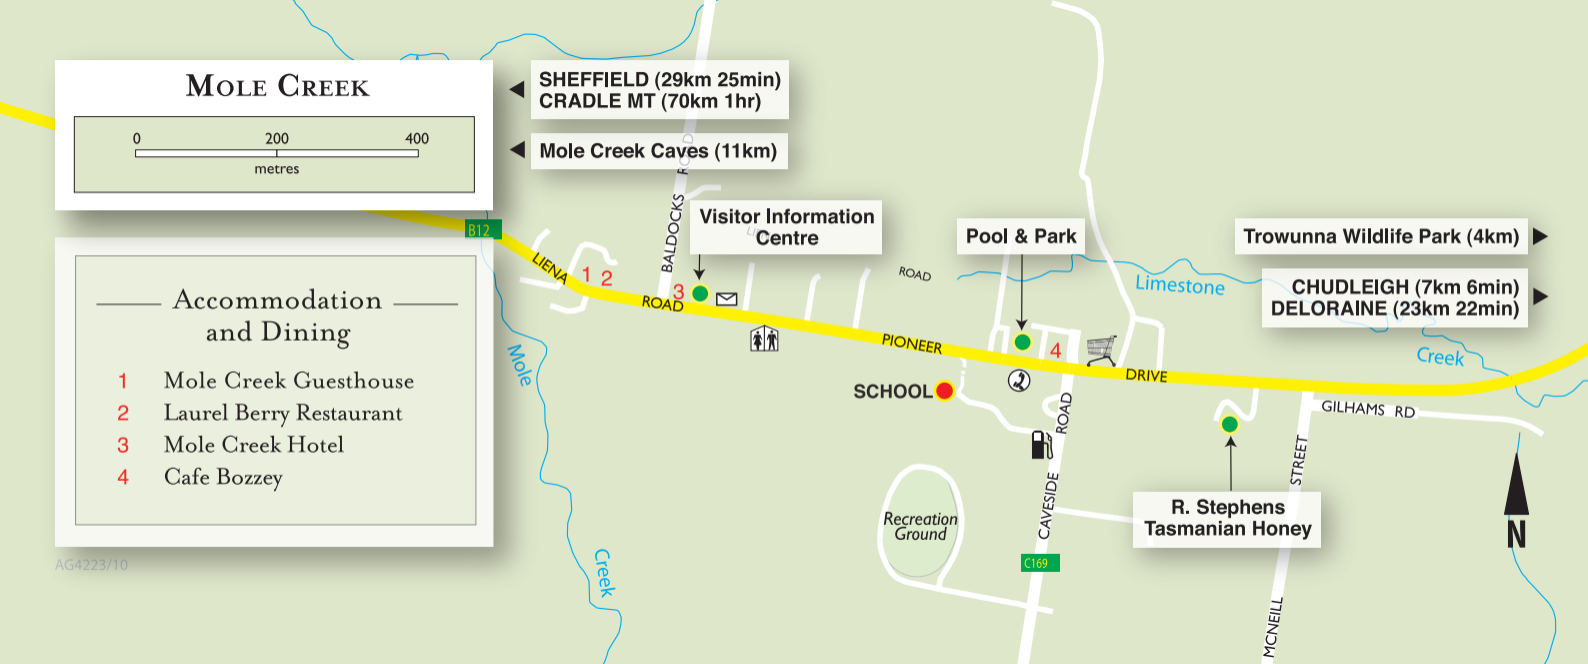 MOLE CREEK
0 200 400
metres
SHEFFIELD (29km 25min)
CRADLE MT (70km 1hr)
Mole Creek Caves (11km)
B12
Accommodation
and Dining
1 Mole Creek Guesthouse
2 Laurel Berry Restaurant
3 Mole Creek Hotel
4 Cafe Bozzey
AG4223/10
LIENA
ROAD
1 2
3
BALDOCKS ROAD
Visitor Information
Centre
ROAD
Pool & Park
Trowunna Wildlife Park (4km)
CHUDLEIGH (7km 6min)
DELORAINE (23km 22min)
Limestone
Creek
PIONEER
DRIVE
4
SCHOOL
GILHAMS RD
Mole
Creek
Recreation
Ground
CAVESIDE ROAD
C169
R. Stephens
Tasmanian Honey
MCNEILL STREET
N